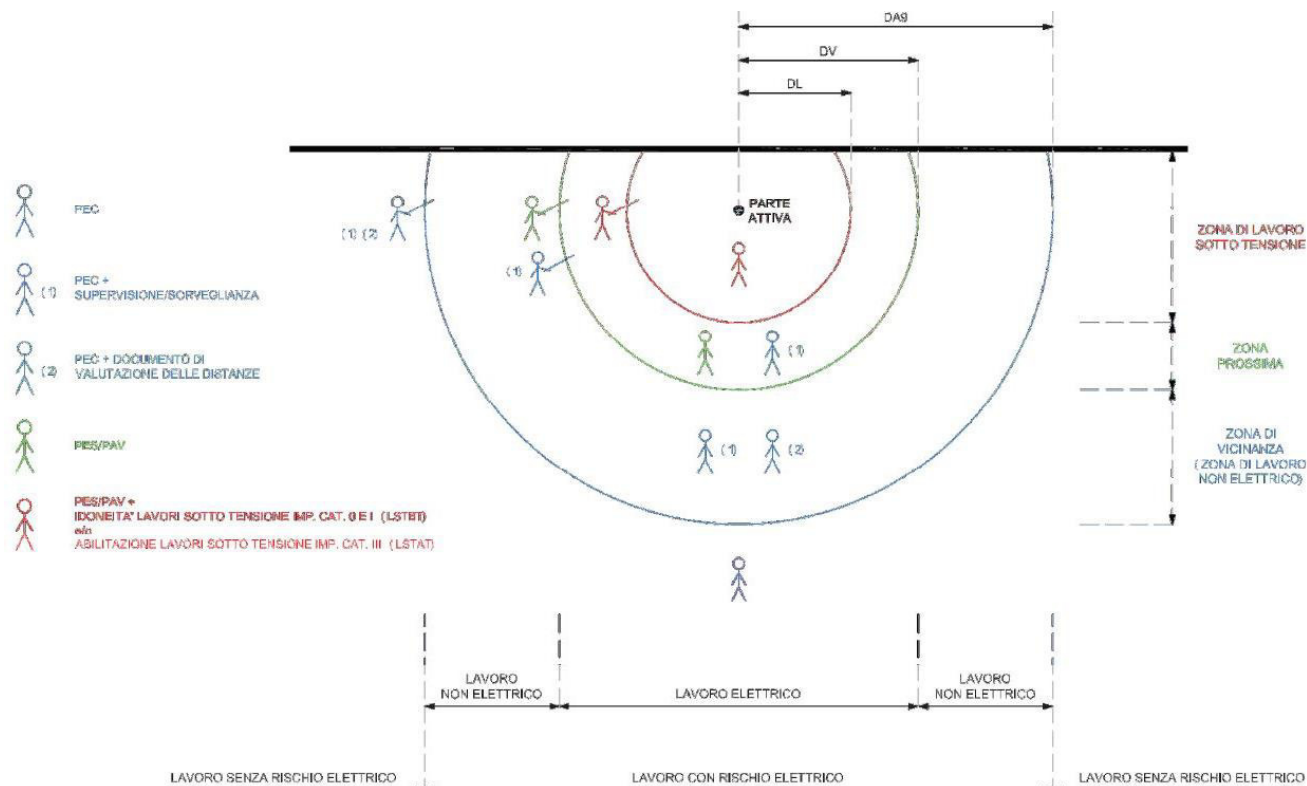 DA9
DV
DL
PARTE
ATTIVA
PEC
(1)
PEC +
SUPERVISIONE/SORVEGLIANZA
(2)
PEC + DOCUMENTO DI
VALUTAZIONE DELLE DISTANZE
PES/PAV
PES/PAV +
IDONEITA' LAVORI SOTTO TENSIONE IMP. CAT. 0 E I (LSTBT)
e/o
ABILITAZIONE LAVORI SOTTO TENSIONE IMP. CAT. III (LSTAT)
(1) (2)
(1)
(1)
(1)
(2)
ZONA DI LAVORO
SOTTO TENSIONE
ZONA
PROSSIMA
ZONA DI
VICINANZA
(ZONA DI LAVORO
NON ELETTRICO)
LAVORO
NON ELETTRICO
LAVORO ELETTRICO
LAVORO
NON ELETTRICO
LAVORO SENZA RISCHIO ELETTRICO
LAVORO CON RISCHIO ELETTRICO
LAVORO SENZA RISCHIO ELETTRICO